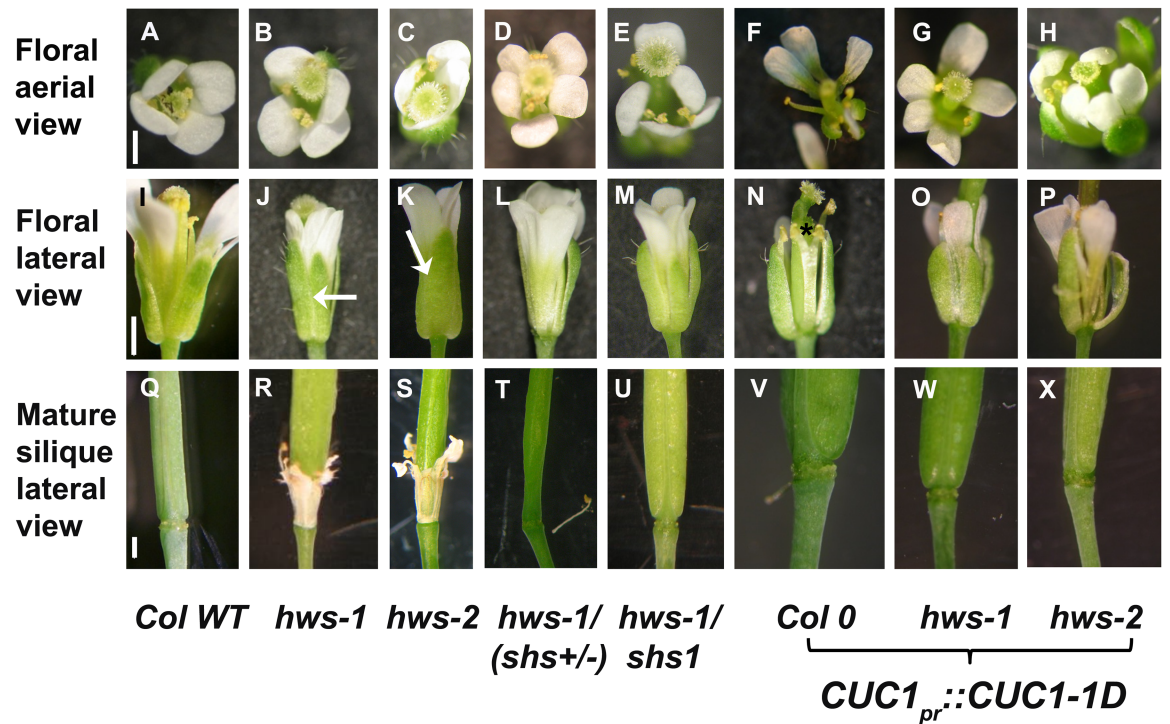 Floral
aerial
view
A B C D E F G H
Floral
lateral
view
I J K L M N O P
*
Mature
silique
lateral
view
Q R S T U V W X
Col WT hws-1 hws-2 hws-1/ hws-1/ Col 0 hws-1 hws-2
(shs+/-) shs1
CUC1pr::CUC1-1D